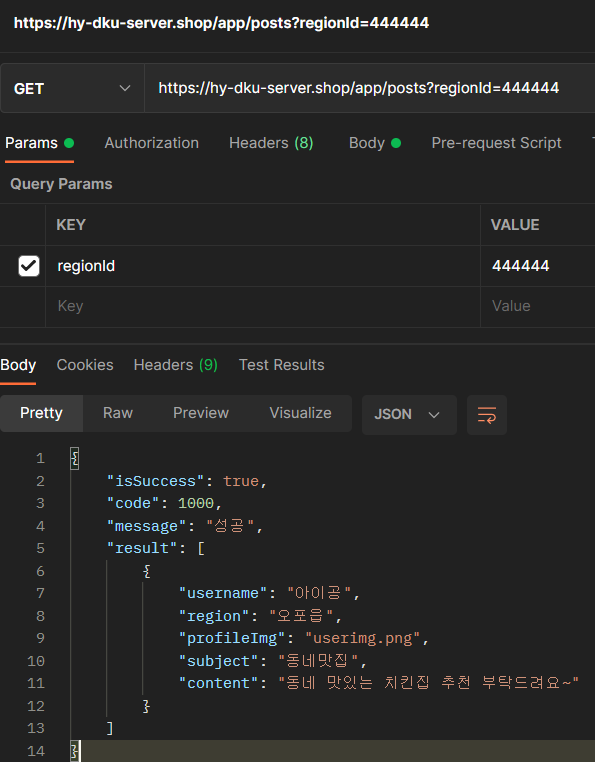 https://hy-dku-server.shop/app/posts?regionId=444444
GET https://hy-dku-server.shop/app/posts?regionId=444444
Params Authorization Headers (8) Body Pre-request Script
Query Params
KEY VALUE
regionId 444444
Key Value
Body Cookies Headers (9) Test Results
Pretty Raw Preview Visualize JSON
1 {
2 "isSuccess": true,
3 "code": 1000,
4 "message": "성공",
5 "result": [
6 {
7 "username": "아이공",
8 "region": "오포읍",
9 "profileImg": "userimg.png",
10 "subject": "동네맛집",
11 "content": "동네 맛있는 치킨집 추천 부탁드려요~"
12 }
13 ]
14 }